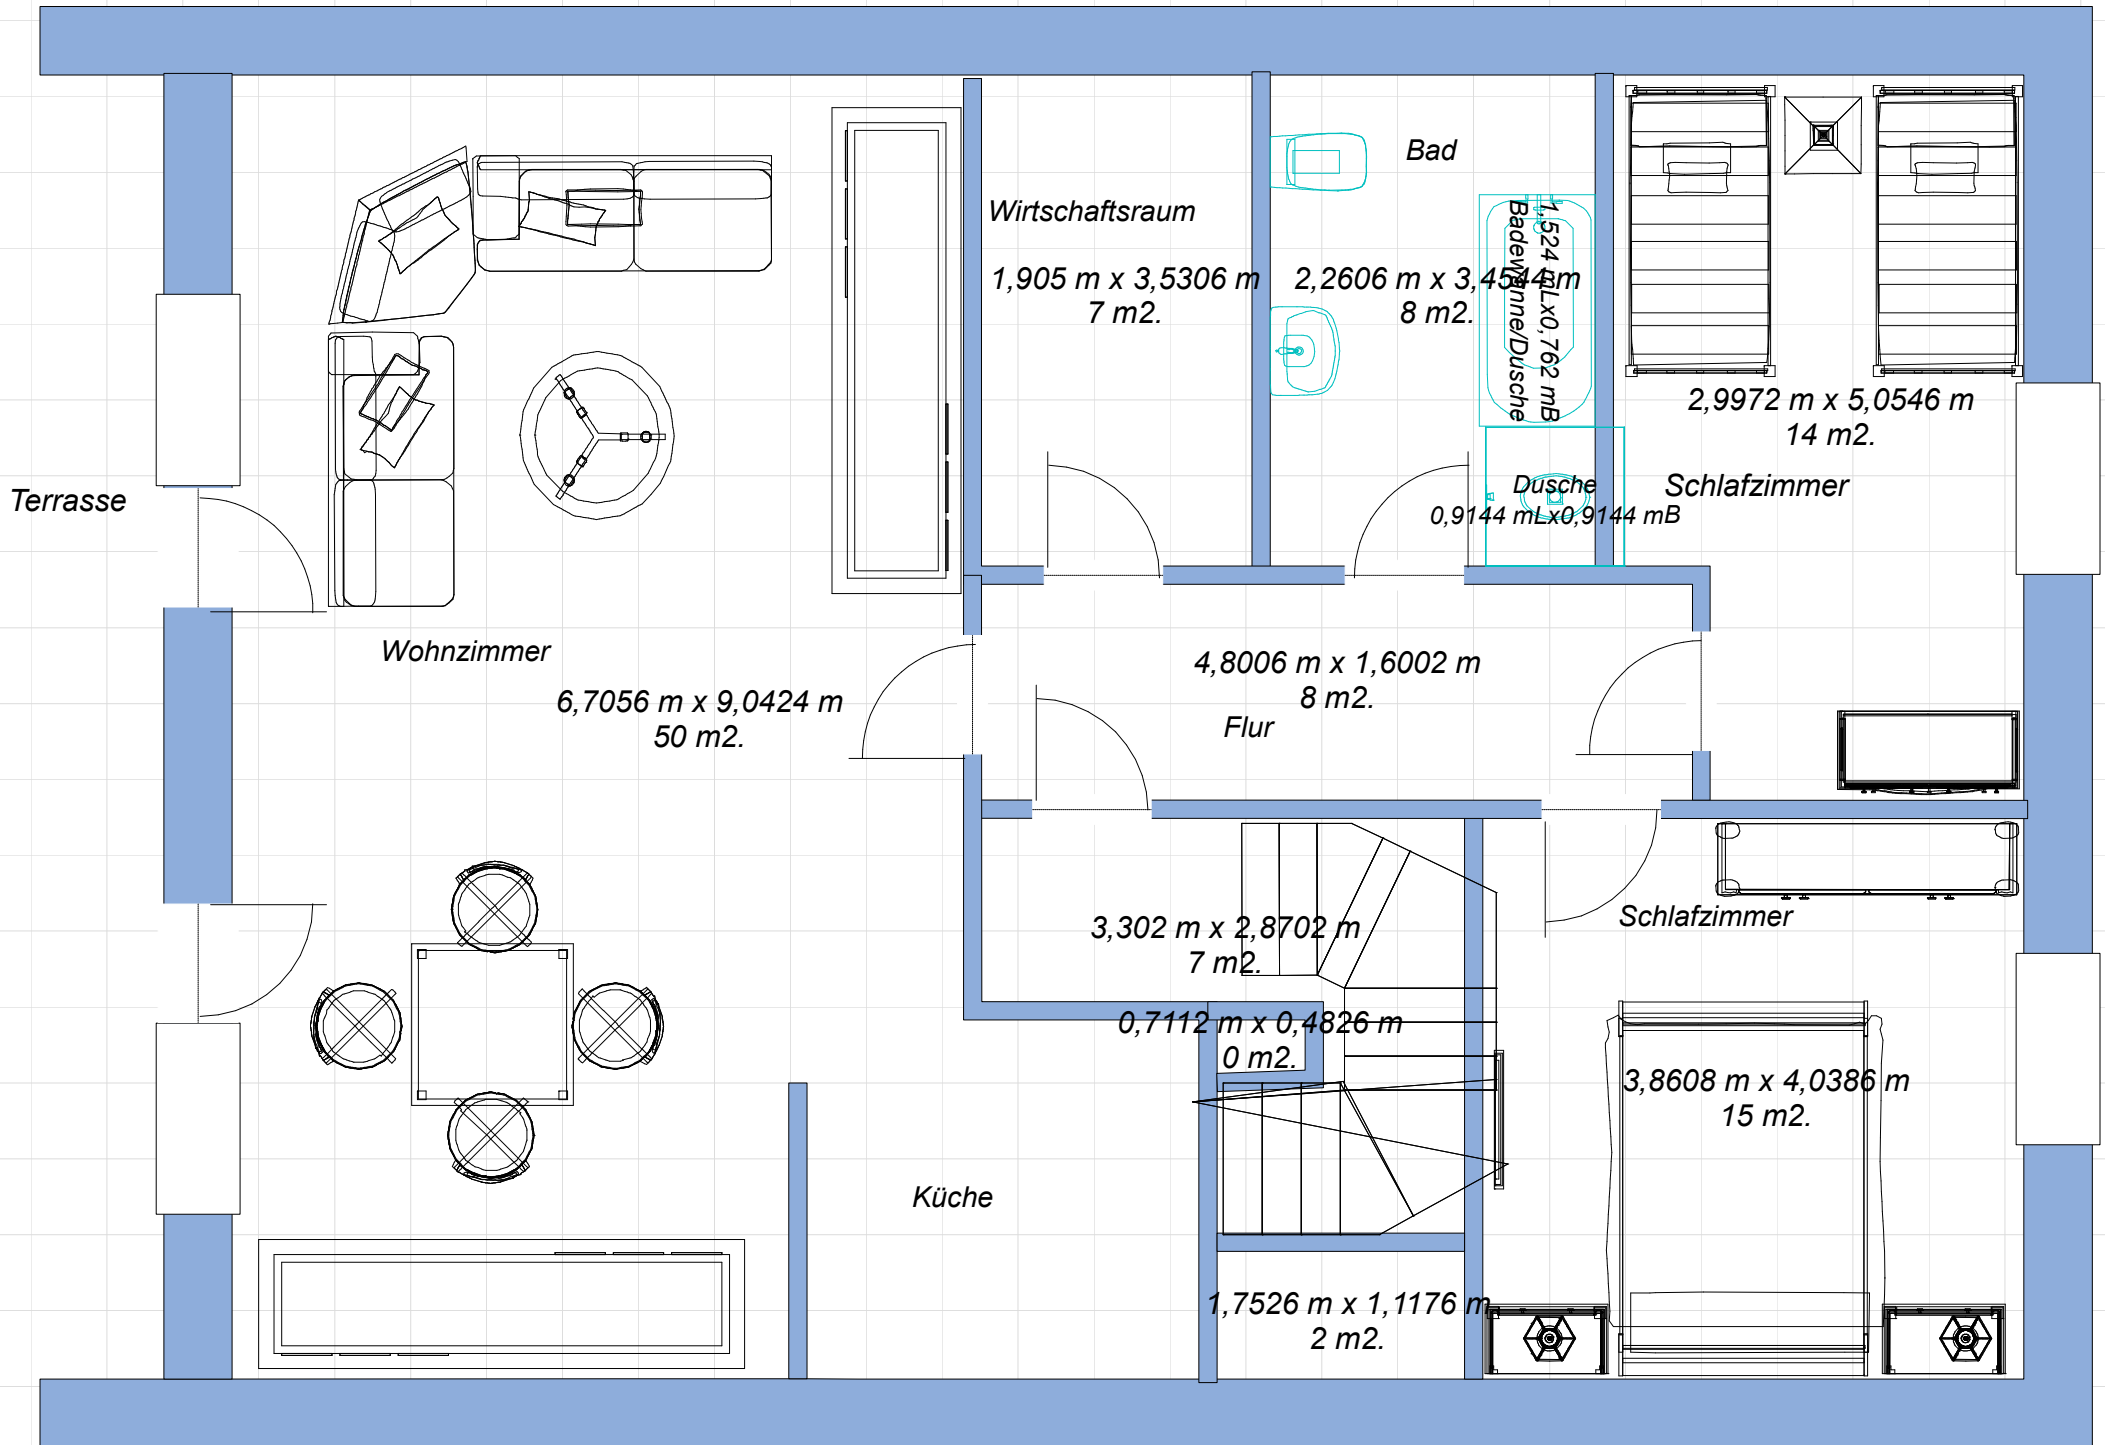 Bad
Wirtschaftsraum
1,905 m x 3,5306 m
7 m2.
2,2606 m x 3,4544 m
8 m2.
1,524 mLx0,762 mB
Badewanne/Dusche
2,9972 m x 5,0546 m
14 m2.
Schlafzimmer
Dusche
0,9144 mLx0,9144 mB
Terrasse
Wohnzimmer
6,7056 m x 9,0424 m
50 m2.
4,8006 m x 1,6002 m
8 m2.
Flur
3,302 m x 2,8702 m
7 m2.
Schlafzimmer
0,7112 m x 0,4826 m
0 m2.
3,8608 m x 4,0386 m
15 m2.
Küche
1,7526 m x 1,1176 m
2 m2.